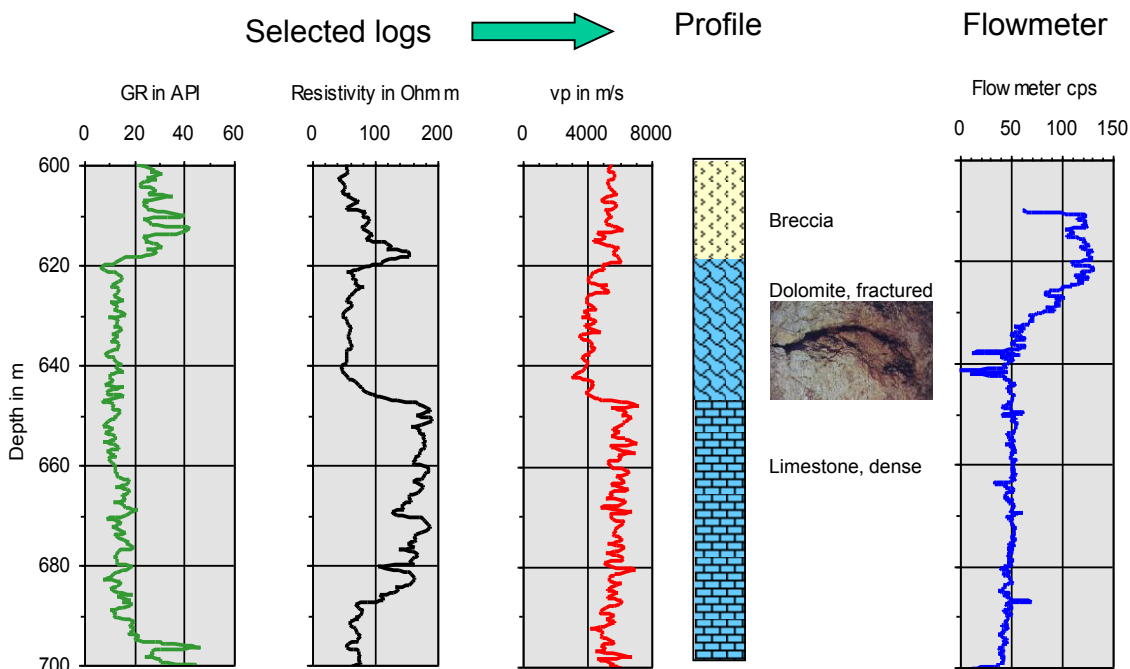 Selected logs
Profile
Flowmeter
GR in API
Resistivity in Ohm m
vp in m/s
Flow meter cps
0 20 40 60
0 100 200
0 4000 8000
0 50 100 150
Depth in m
600
620
640
660
680
700
Breccia
Dolomite, fractured
Limestone, dense